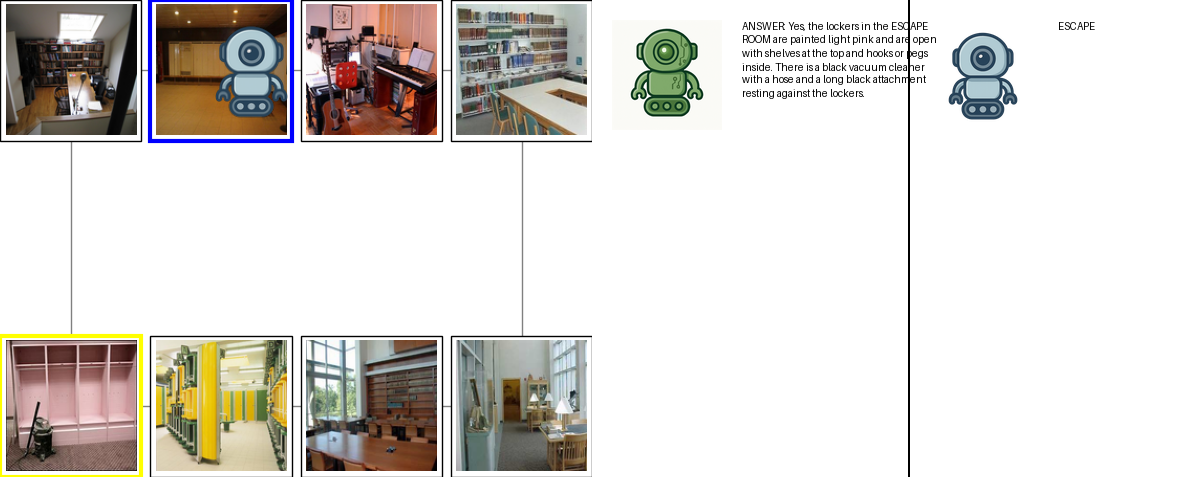 ANSWER: Yes, the lockers in the ESCAPE
ROOM are painted light pink and are open
with shelves at the top and hooks or pegs
inside. There is a black vacuum cleaner
with a hose and a long black attachment
resting against the lockers.
ESCAPE